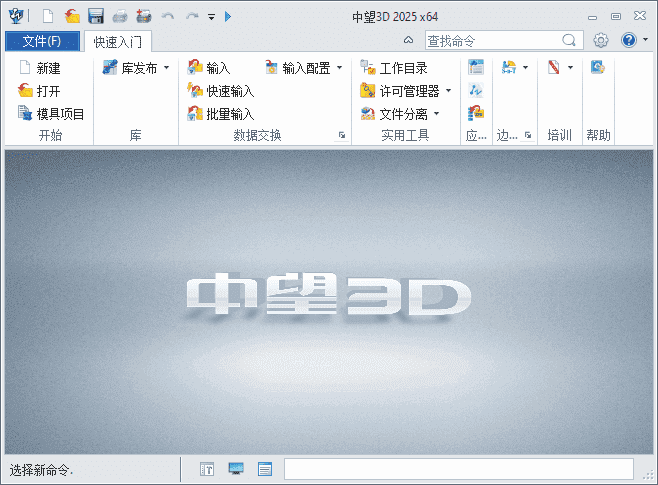 中望3D 2025 x64
文件(F) 快速入门 查找命令
新建 库发布 输入 输入配置 工作目录
打开 快速输入 许可管理器
模具项目 批量输入 文件分离
开始 库 数据交换 实用工具 应... 边... 培训 帮助
中望3D
选择新命令.